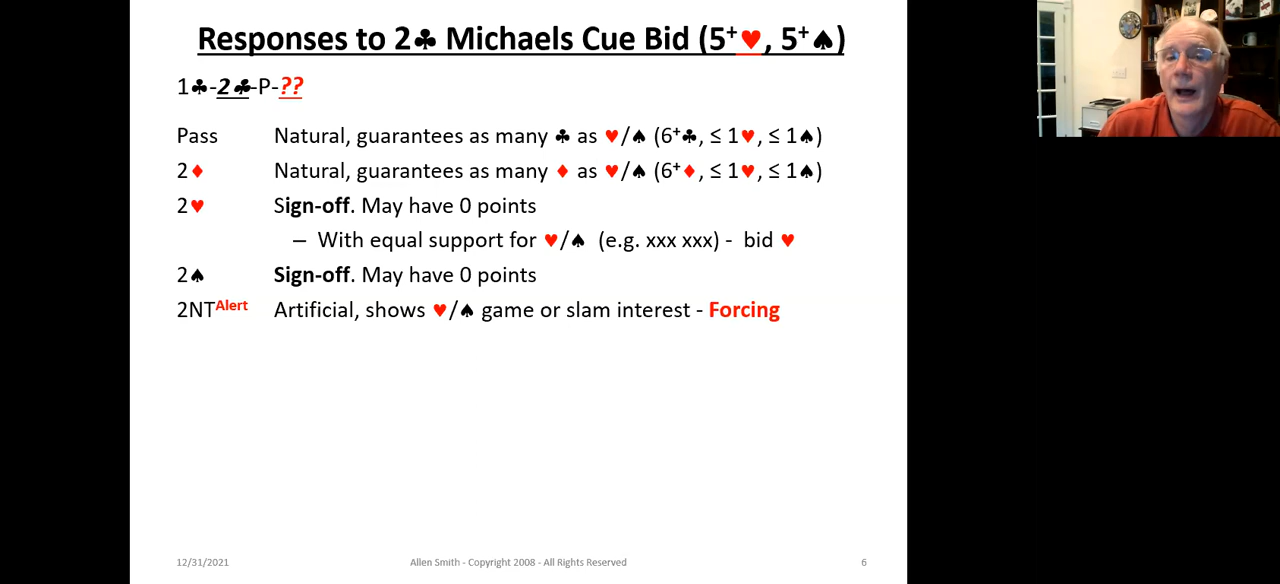 Responses to 2♣ Michaels Cue Bid (5⁺♥, 5⁺♠)
1♣-2♣-P-??
Pass Natural, guarantees as many ♣ as ♥/♠ (6⁺♣, ≤ 1♥, ≤ 1♠)
2♦ Natural, guarantees as many ♦ as ♥/♠ (6⁺♦, ≤ 1♥, ≤ 1♠)
2♥ Sign-off. May have 0 points
– With equal support for ♥/♠ (e.g. xxx xxx) - bid ♥
2♠ Sign-off. May have 0 points
2NTAlert Artificial, shows ♥/♠ game or slam interest - Forcing
12/31/2021 Allen Smith - Copyright 2008 - All Rights Reserved 6